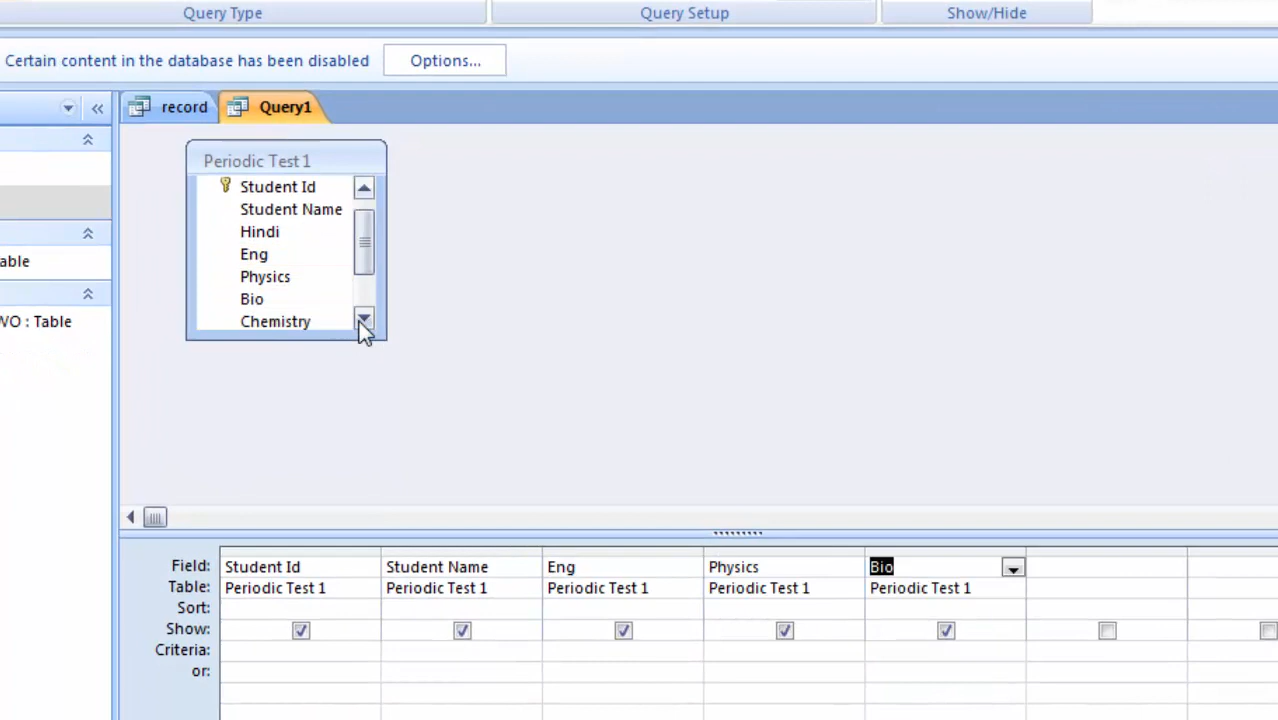 Query Type Query Setup Show/Hide
Certain content in the database has been disabled Options...
record Query1
Periodic Test 1
Student Id
Student Name
Hindi
Eng
Physics
Bio
Chemistry
able
WO : Table
Field: Student Id Student Name Eng Physics Bio
Table: Periodic Test 1 Periodic Test 1 Periodic Test 1 Periodic Test 1 Periodic Test 1
Sort:
Show:
Criteria:
or: